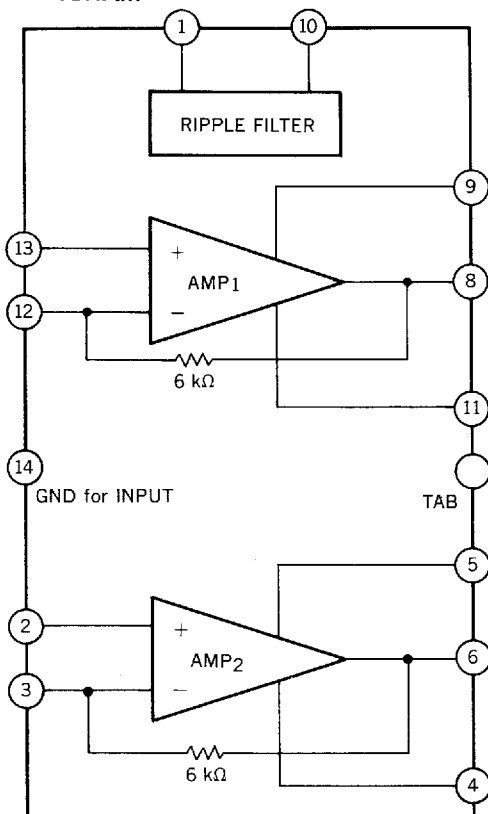 1
10
RIPPLE FILTER
9
13
+
AMP1
8
12
−
6 kΩ
11
14
GND for INPUT
TAB
5
2
+
AMP2
6
3
−
6 kΩ
4